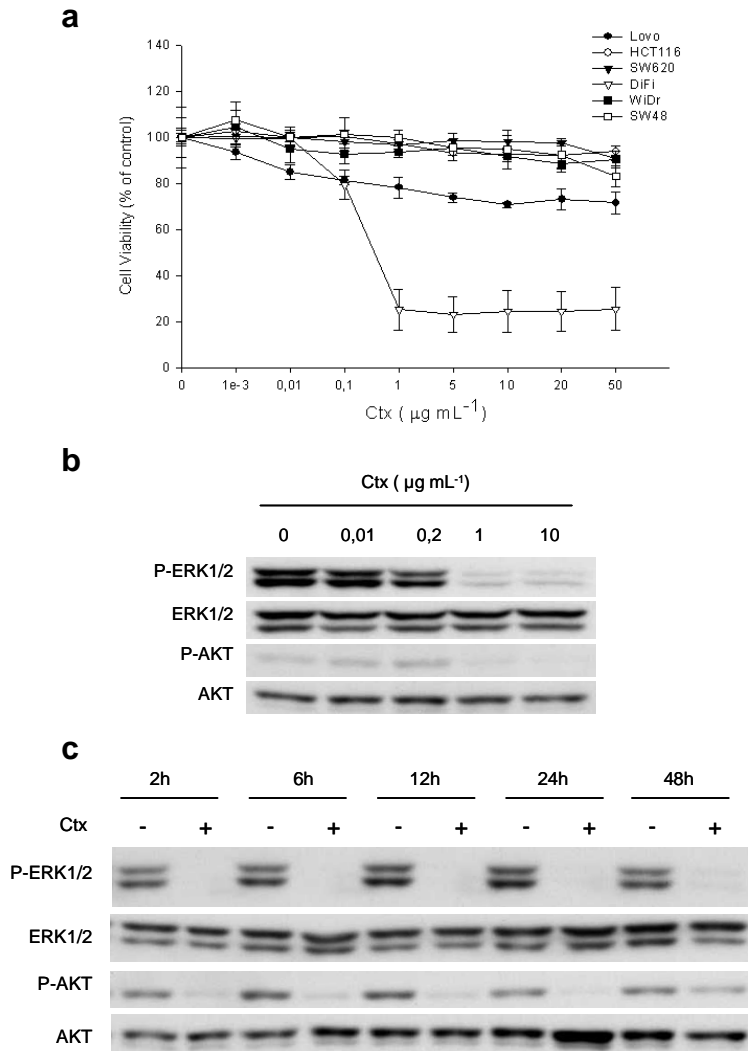 a
Lovo
HCT116
SW620
DiFi
WiDr
SW48
Cell Viability (% of control)
140
120
100
80
60
40
20
0
0 1e-3 0,01 0,1 1 5 10 20 50
Ctx ( µg mL⁻¹)
b
Ctx ( µg mL⁻¹)
0 0,01 0,2 1 10
P-ERK1/2
ERK1/2
P-AKT
AKT
c
2h 6h 12h 24h 48h
Ctx - + - + - + - + - +
P-ERK1/2
ERK1/2
P-AKT
AKT